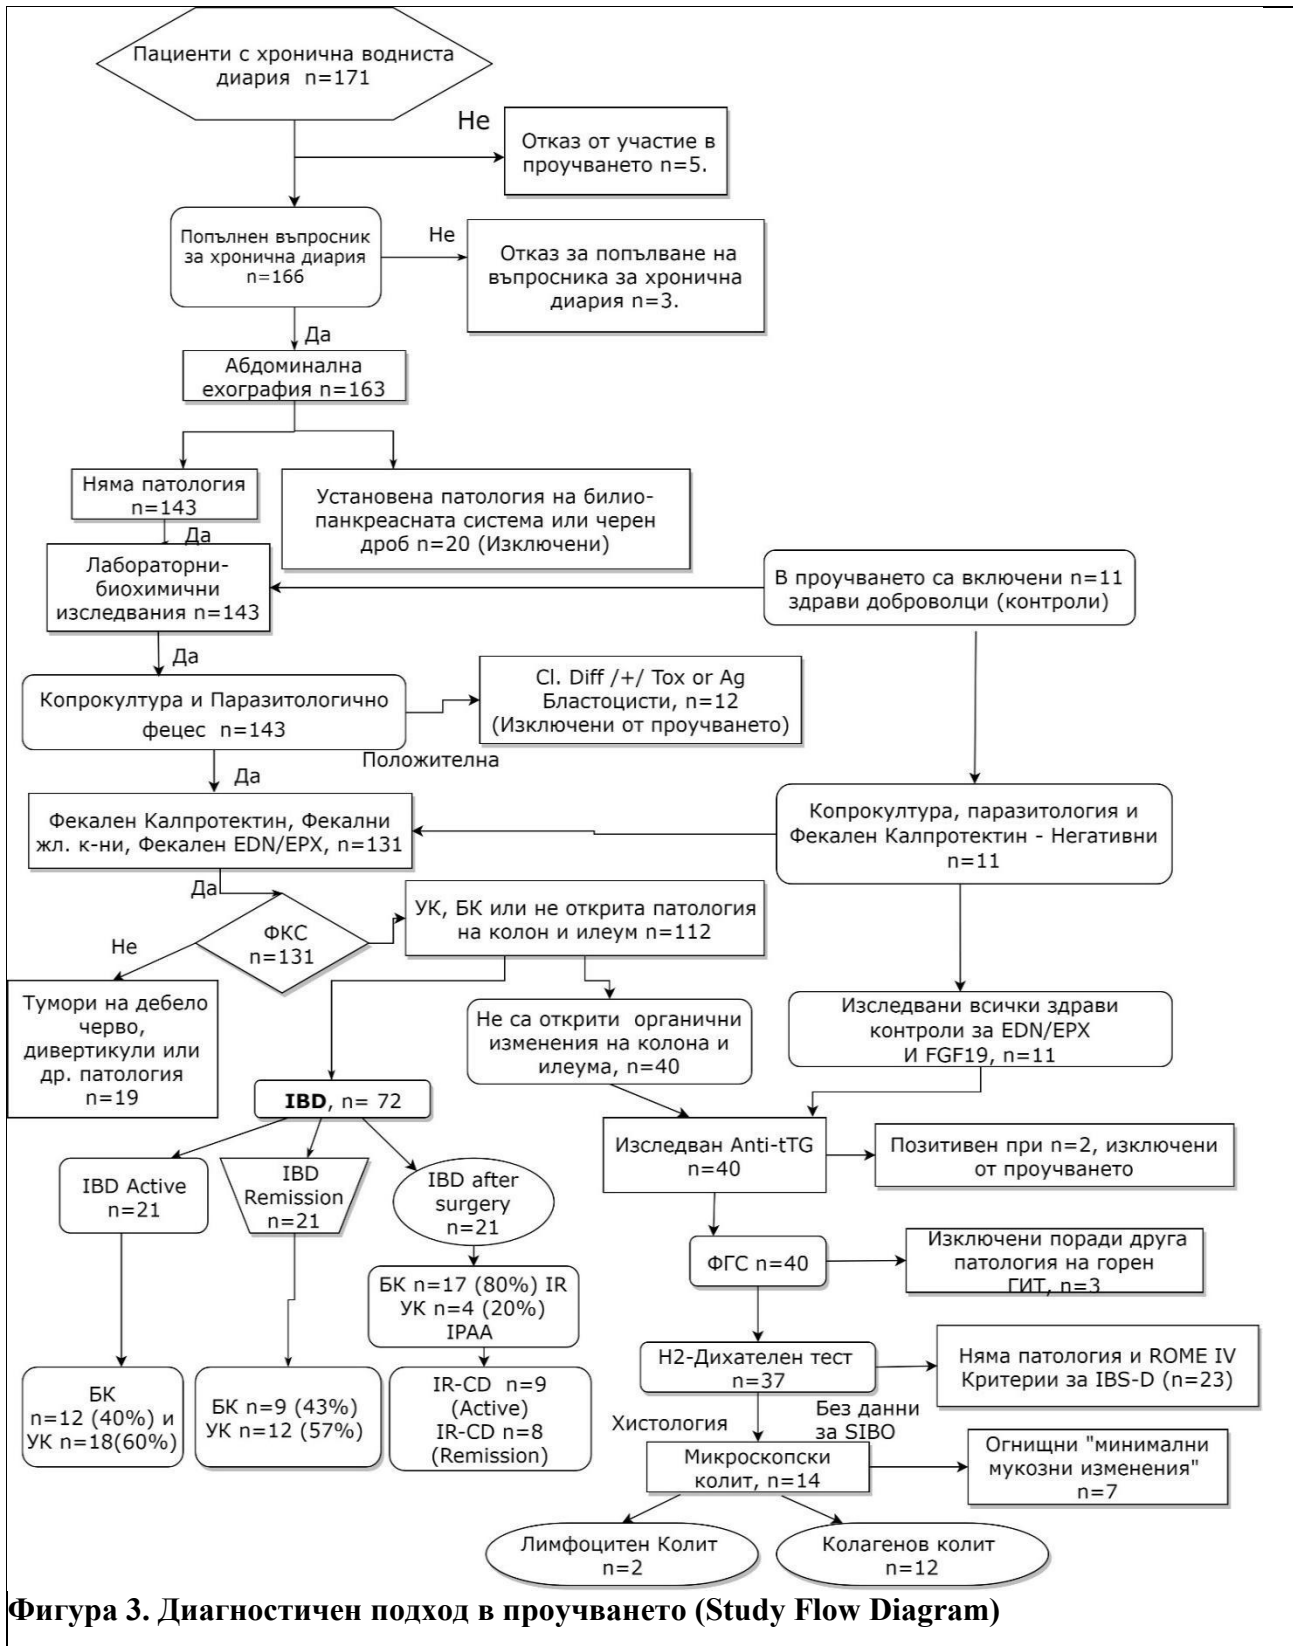 Пациенти с хронична водниста
диария n=171
Не
Отказ от участие в
проучването n=5.
Попълнен въпросник
за хронична диария
n=166
Не
Отказ за попълване на
въпросника за хронична
диария n=3.
Да
Абдоминална
ехография n=163
Няма патология
n=143
Установена патология на билио-
панкреасната система или черен
дроб n=20 (Изключени)
Да
Лабораторни-
биохимични
изследвания n=143
В проучването са включени n=11
здрави доброволци (контроли)
Да
Копрокултура и Паразитологично
фецес n=143
Cl. Diff /+/ Tox or Ag
Бластоцисти, n=12
(Изключени от проучването)
Положителна
Да
Фекален Калпротектин, Фекални
жл. к-ни, Фекален EDN/EPX, n=131
Копрокултура, паразитология и
Фекален Калпротектин - Негативни
n=11
Да
ФКС
n=131
УК, БК или не открита патология
на колон и илеум n=112
Не
Тумори на дебело
черво,
дивертикули или
др. патология
n=19
Не са открити органични
изменения на колона и
илеума, n=40
Изследвани всички здрави
контроли за EDN/EPX
И FGF19, n=11
IBD, n= 72
Изследван Anti-tTG
n=40
Позитивен при n=2, изключени
от проучването
IBD Active
n=21
IBD
Remission
n=21
IBD after
surgery
n=21
ФГС n=40
Изключени поради друга
патология на горен
ГИТ, n=3
БК n=17 (80%) IR
УК n=4 (20%)
IPAA
Н2-Дихателен тест
n=37
Няма патология и ROME IV
Критерии за IBS-D (n=23)
БК
n=12 (40%) и
УК n=18(60%)
БК n=9 (43%)
УК n=12 (57%)
IR-CD n=9
(Active)
IR-CD n=8
(Remission)
Хистология
Без данни
за SIBO
Микроскопски
колит, n=14
Огнищни "минимални
мукозни изменения"
n=7
Лимфоцитен Колит
n=2
Колагенов колит
n=12
Фигура 3. Диагностичен подход в проучването (Study Flow Diagram)